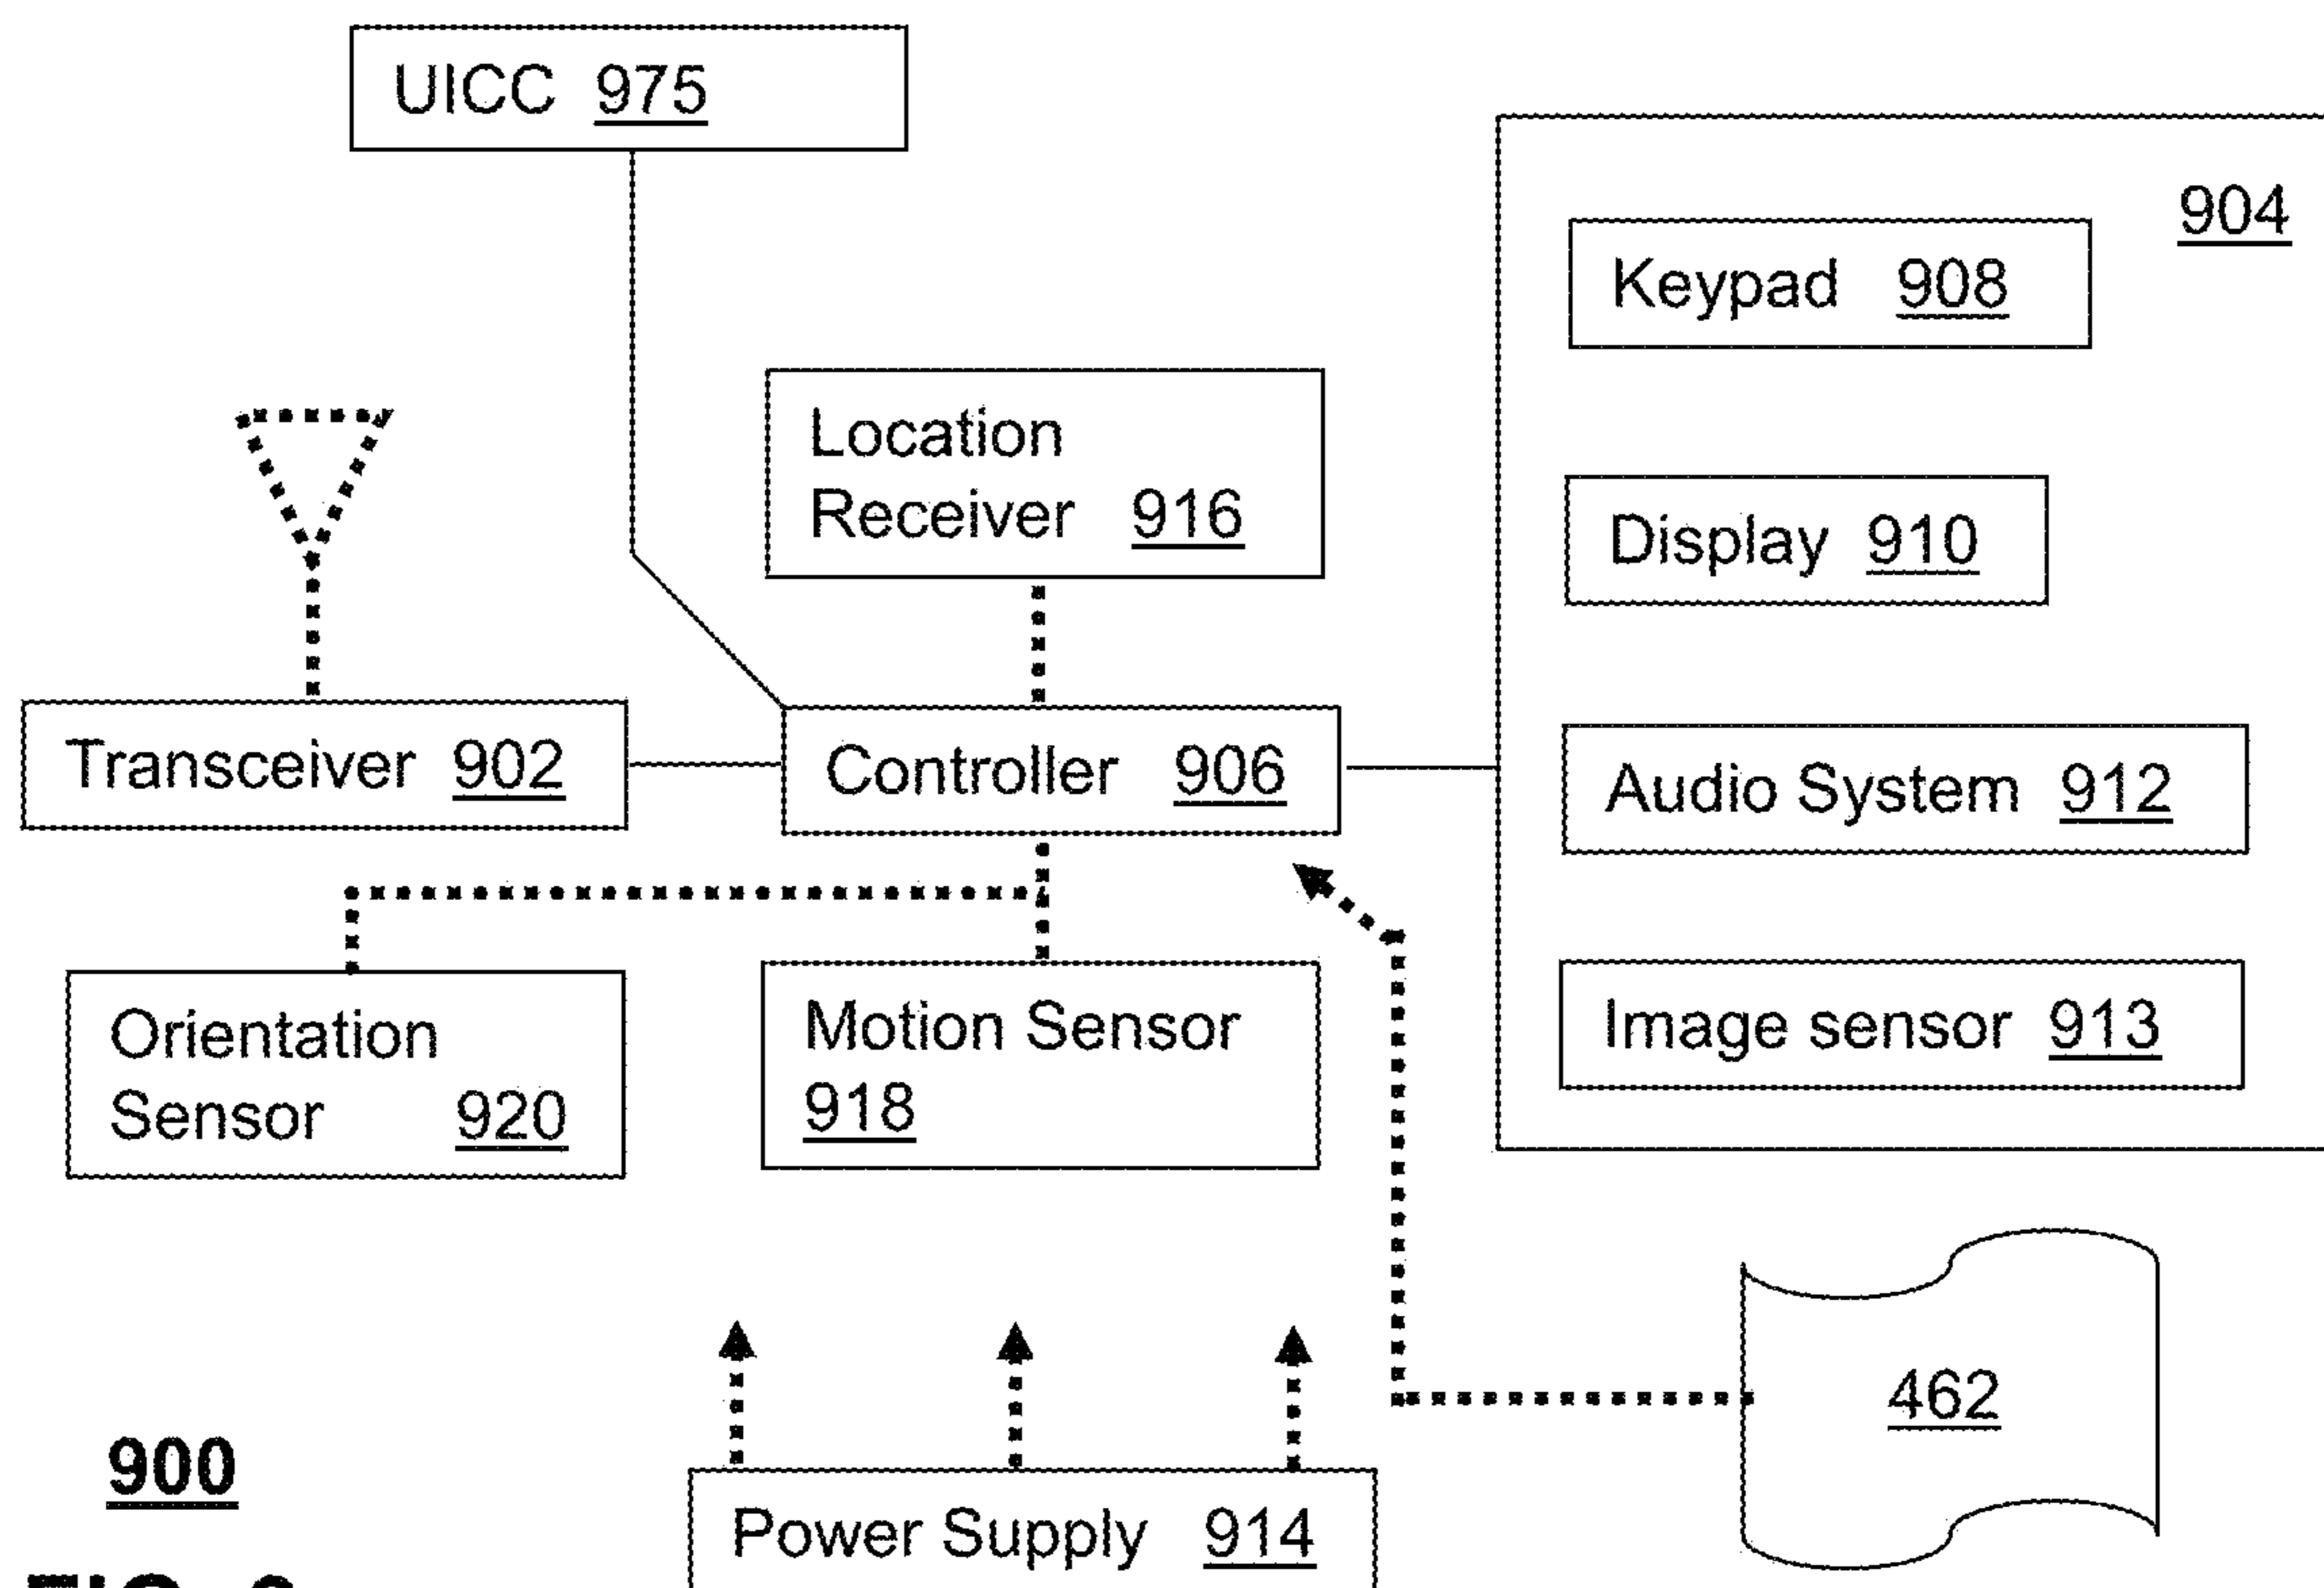 UICC 975
904
Keypad 908
Location
Receiver 916
Display 910
Transceiver 902
Controller 906
Audio System 912
Orientation
Sensor 920
Motion Sensor
918
Image sensor 913
462
900
Power Supply 914